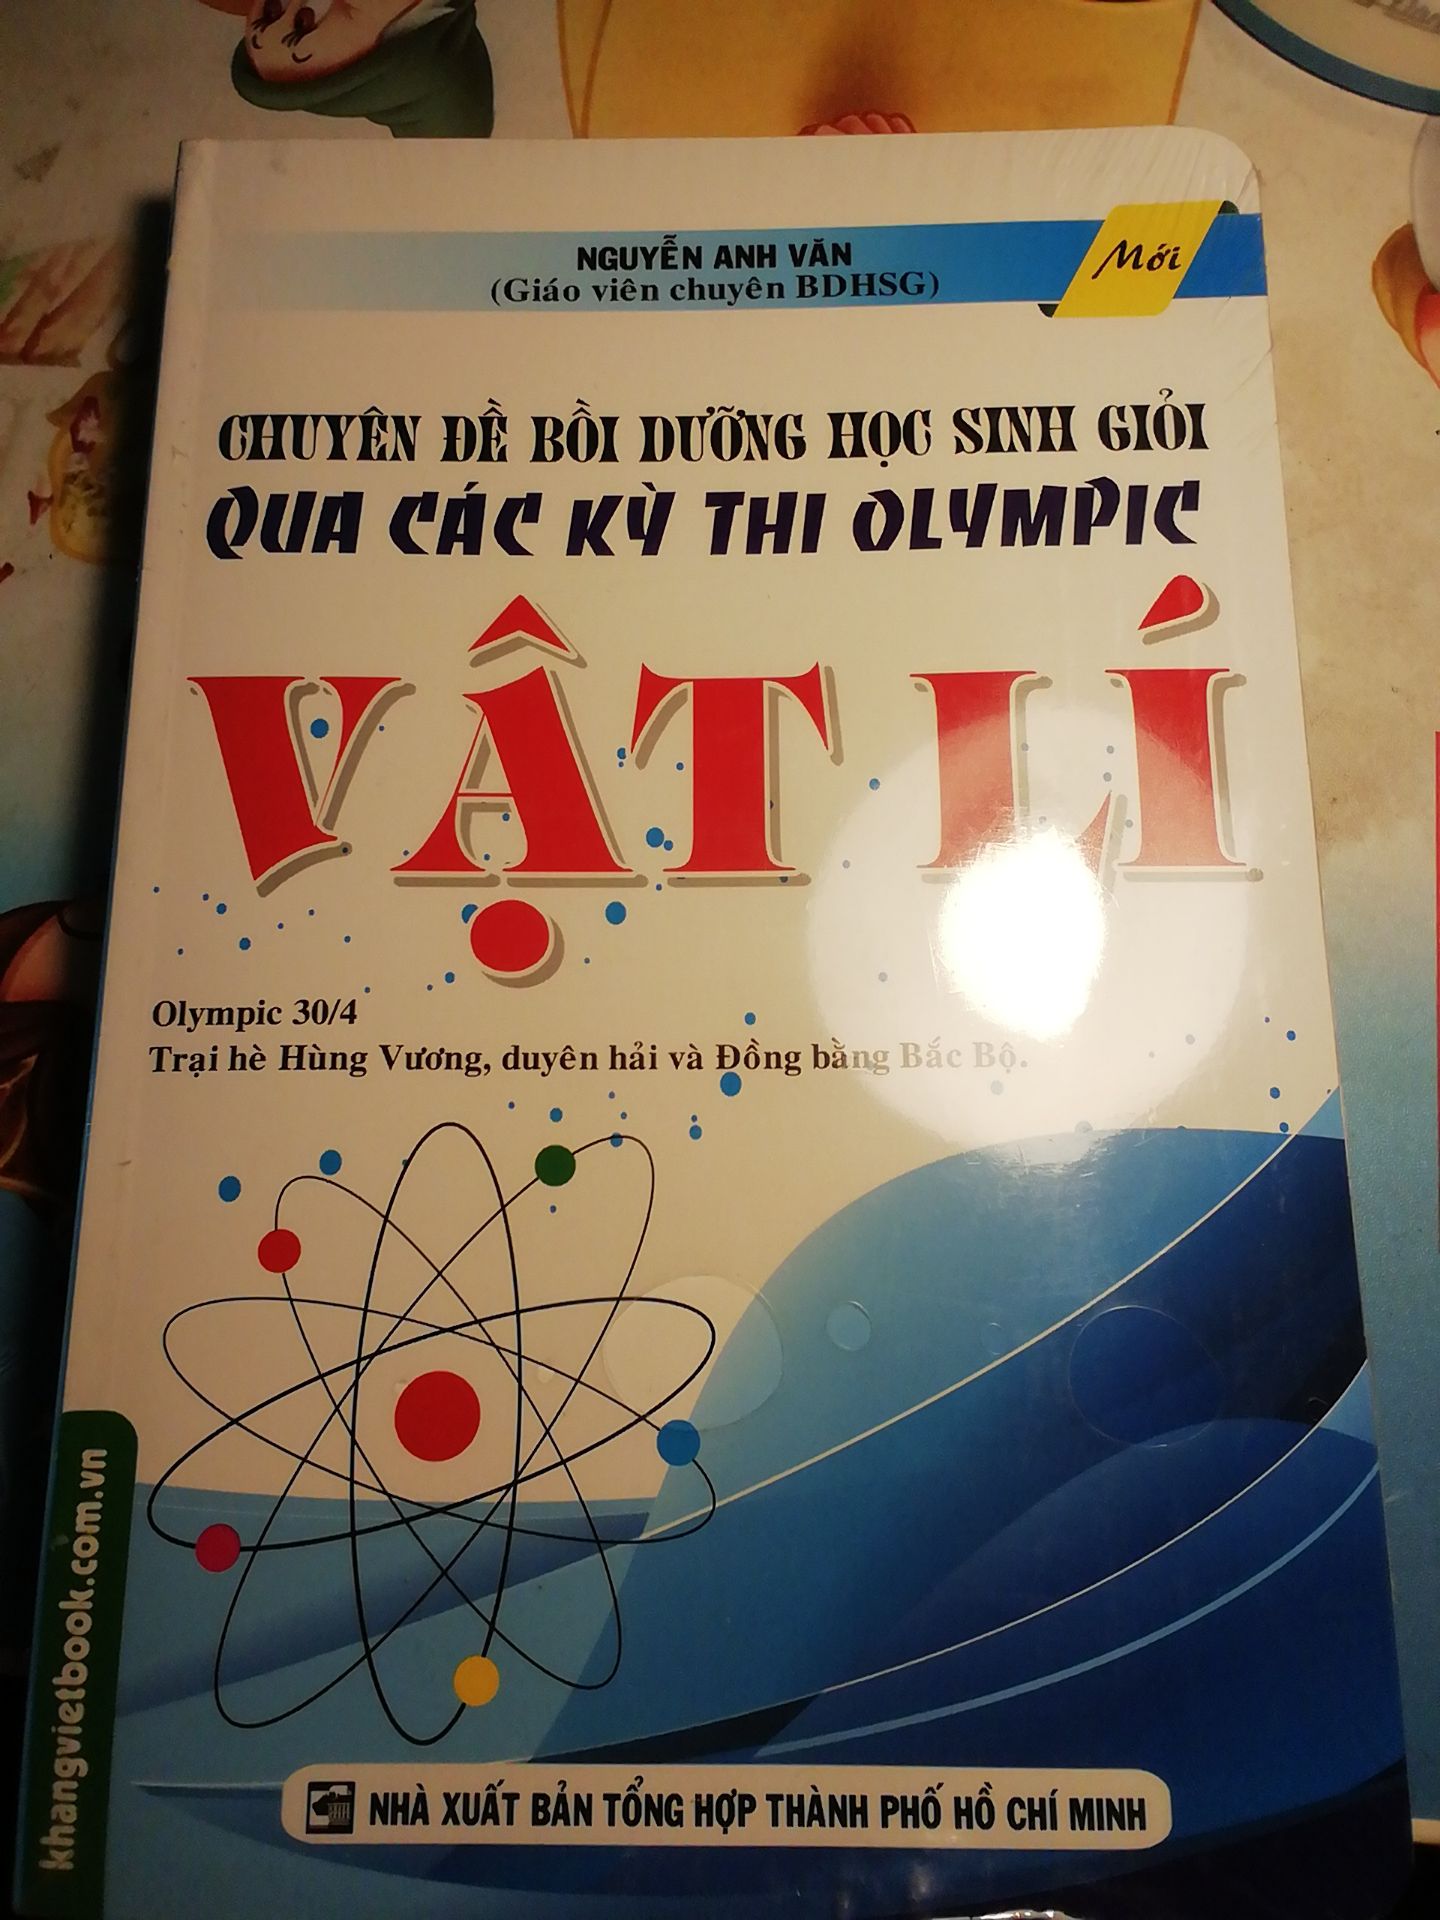 NGUYỄN ANH VĂN
(Giáo viên chuyên BDHSG)
Mới
CHUYÊN ĐỀ BỒI DƯỠNG HỌC SINH GIỎI
QUA CÁC KỲ THI OLYMPIC
VẬT LÍ
Olympic 30/4
Trại hè Hùng Vương, duyên hải và Đồng bằng Bắc Bộ.
khangvietbook.com.vn
NHÀ XUẤT BẢN TỔNG HỢP THÀNH PHỐ HỒ CHÍ MINH